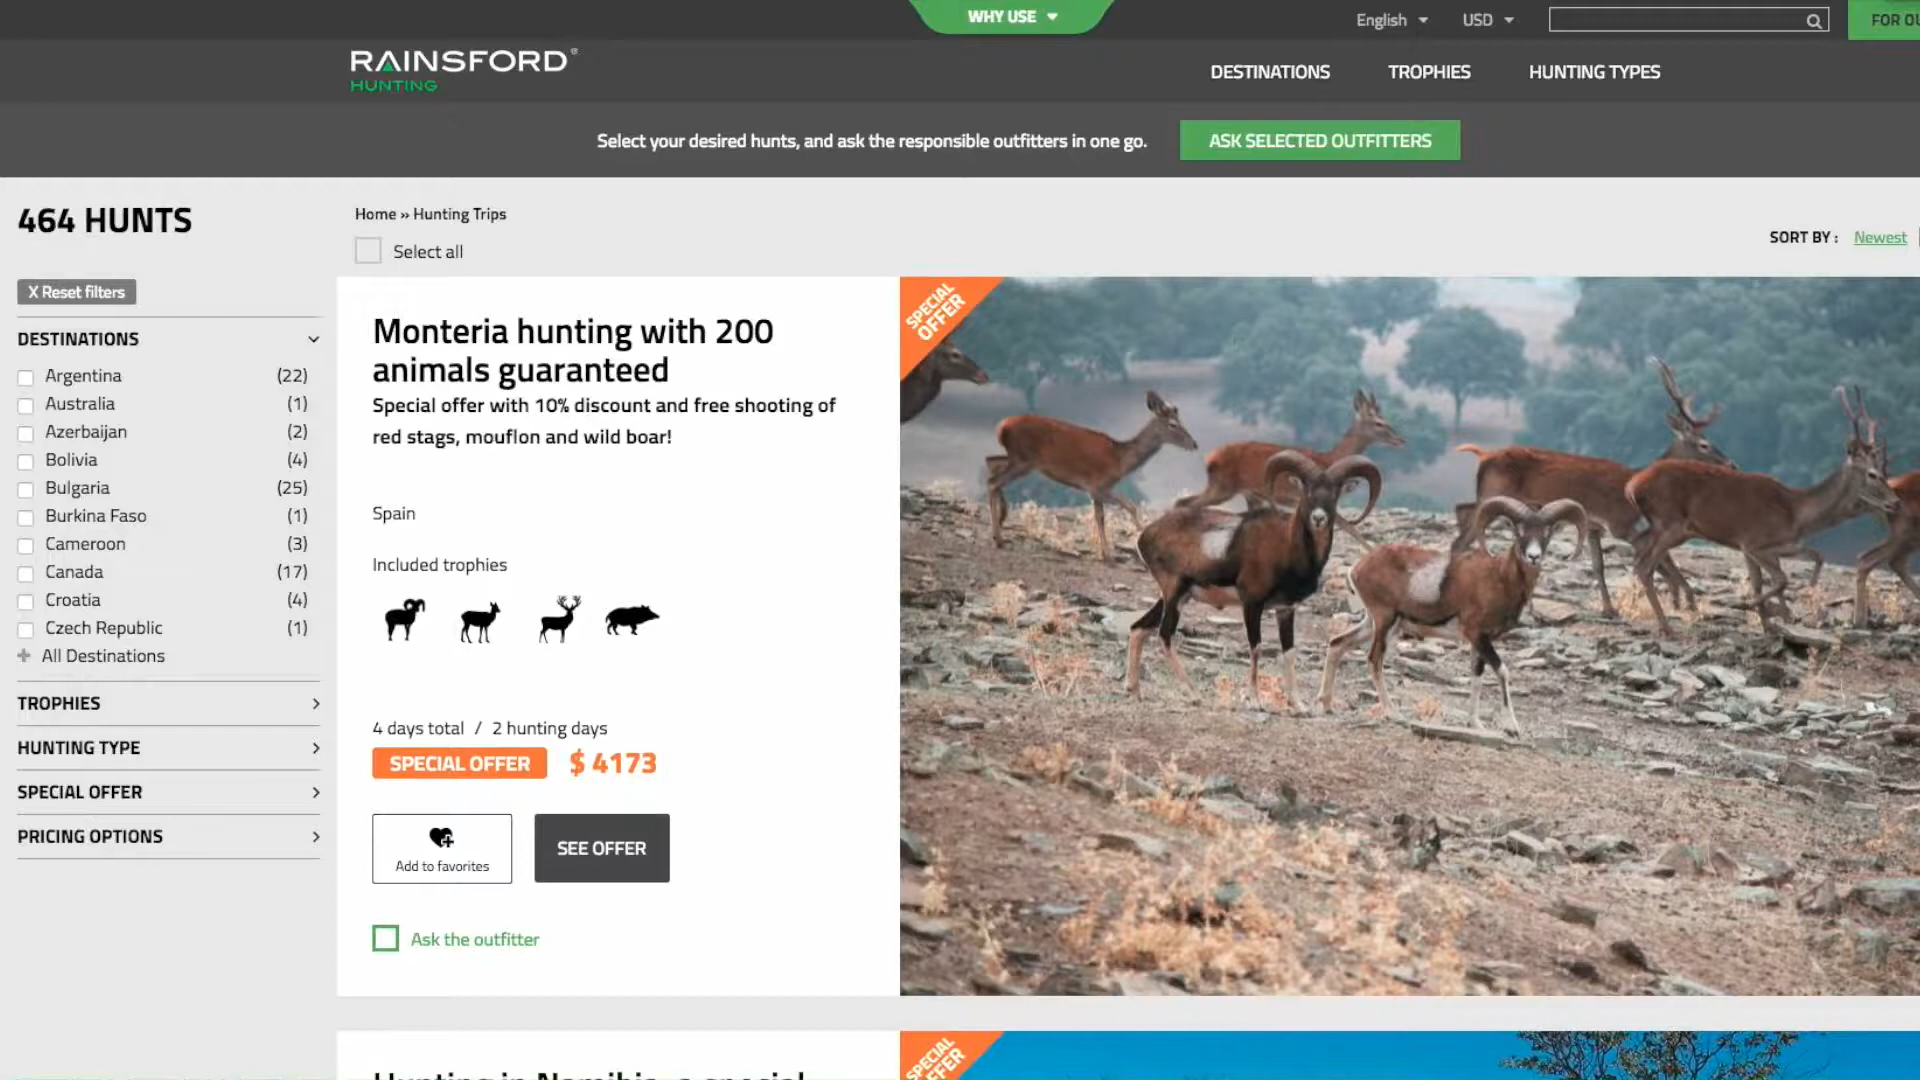 WHY USE
English
USD
RAINSFORD®
HUNTING
DESTINATIONS
TROPHIES
HUNTING TYPES
Select your desired hunts, and ask the responsible outfitters in one go.
ASK SELECTED OUTFITTERS
464 HUNTS
Home » Hunting Trips
Select all
SORT BY :
Newest
X Reset filters
DESTINATIONS
Argentina (22)
Australia (1)
Azerbaijan (2)
Bolivia (4)
Bulgaria (25)
Burkina Faso (1)
Cameroon (3)
Canada (17)
Croatia (4)
Czech Republic (1)
All Destinations
TROPHIES
HUNTING TYPE
SPECIAL OFFER
PRICING OPTIONS
Monteria hunting with 200
animals guaranteed
Special offer with 10% discount and free shooting of
red stags, mouflon and wild boar!
Spain
Included trophies
4 days total / 2 hunting days
SPECIAL OFFER $ 4173
Add to favorites
SEE OFFER
Ask the outfitter
SPECIAL
OFFER
Hunting in Namibia, a special
SPECIAL
OFFER